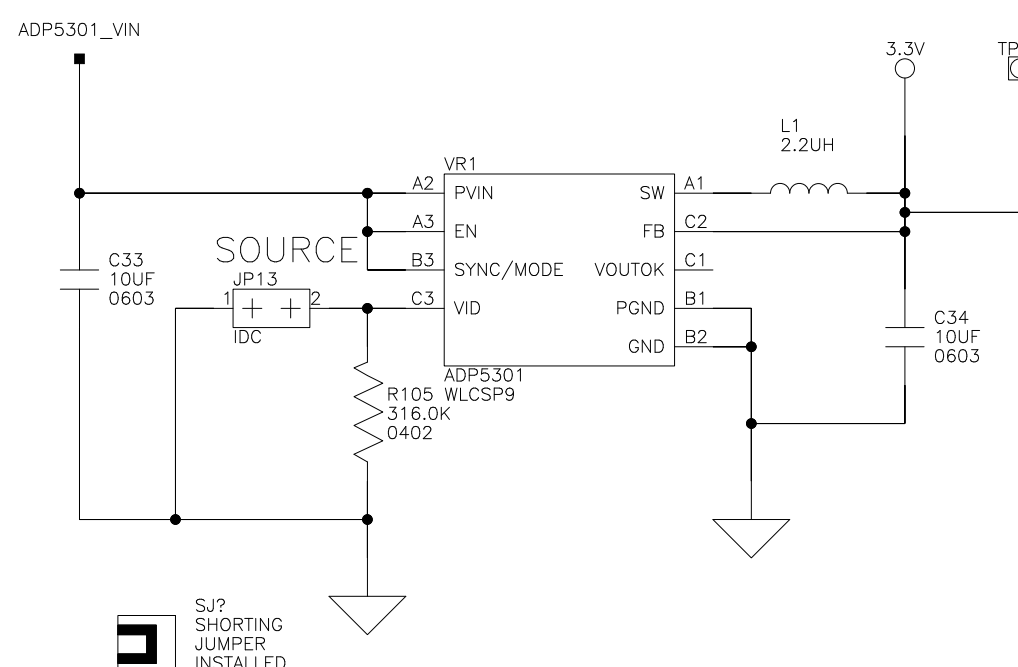 ADP5301_VIN
3.3V
TP
L1
2.2UH
VR1
A2 PVIN SW A1
A3 EN FB C2
B3 SYNC/MODE VOUTOK C1
C3 VID PGND B1
GND B2
ADP5301
WLCSP9
SOURCE
JP13
1 2
IDC
C33
10UF
0603
R105
316.0K
0402
C34
10UF
0603
SJ?
SHORTING
JUMPER
INSTALLED